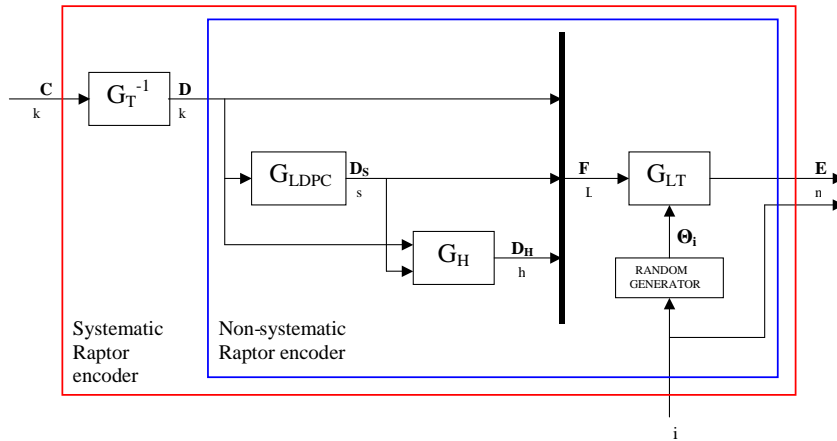 C
k
G_T^-1
D
k
G_LDPC
D_S
s
G_H
D_H
h
F
L
G_LT
E
n
Θ_i
RANDOM
GENERATOR
Systematic
Raptor
encoder
Non-systematic
Raptor encoder
i